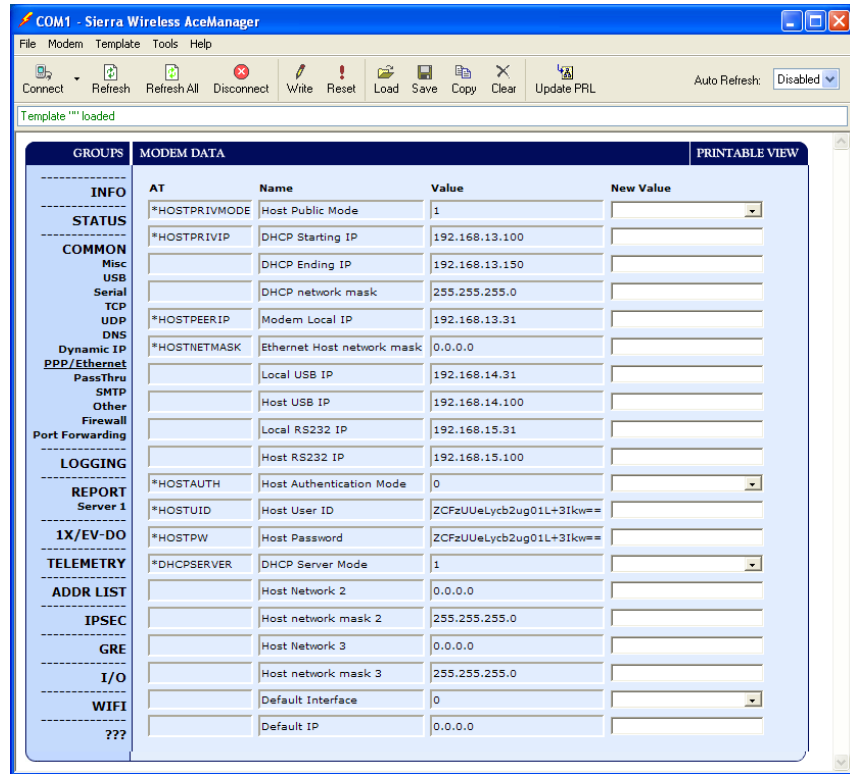 COM1 - Sierra Wireless AceManager
File Modem Template Tools Help
Connect Refresh Refresh All Disconnect Write Reset Load Save Copy Clear Update PRL Auto Refresh: Disabled
Template "" loaded
GROUPS MODEM DATA PRINTABLE VIEW
INFO
STATUS
COMMON
Misc
USB
Serial
TCP
UDP
DNS
Dynamic IP
PPP/Ethernet
PassThru
SMTP
Other
Firewall
Port Forwarding
LOGGING
REPORT
Server 1
1X/EV-DO
TELEMETRY
ADDR LIST
IPSEC
GRE
I/O
WIFI
???
AT Name Value New Value
*HOSTPRIVMODE Host Public Mode 1
*HOSTPRIVIP DHCP Starting IP 192.168.13.100
DHCP Ending IP 192.168.13.150
DHCP network mask 255.255.255.0
*HOSTPEERIP Modem Local IP 192.168.13.31
*HOSTNETMASK Ethernet Host network mask 0.0.0.0
Local USB IP 192.168.14.31
Host USB IP 192.168.14.100
Local RS232 IP 192.168.15.31
Host RS232 IP 192.168.15.100
*HOSTAUTH Host Authentication Mode 0
*HOSTUID Host User ID ZCFzUUeLycb2ug01L+3Ikw==
*HOSTPW Host Password ZCFzUUeLycb2ug01L+3Ikw==
*DHCPSERVER DHCP Server Mode 1
Host Network 2 0.0.0.0
Host network mask 2 255.255.255.0
Host Network 3 0.0.0.0
Host network mask 3 255.255.255.0
Default Interface 0
Default IP 0.0.0.0